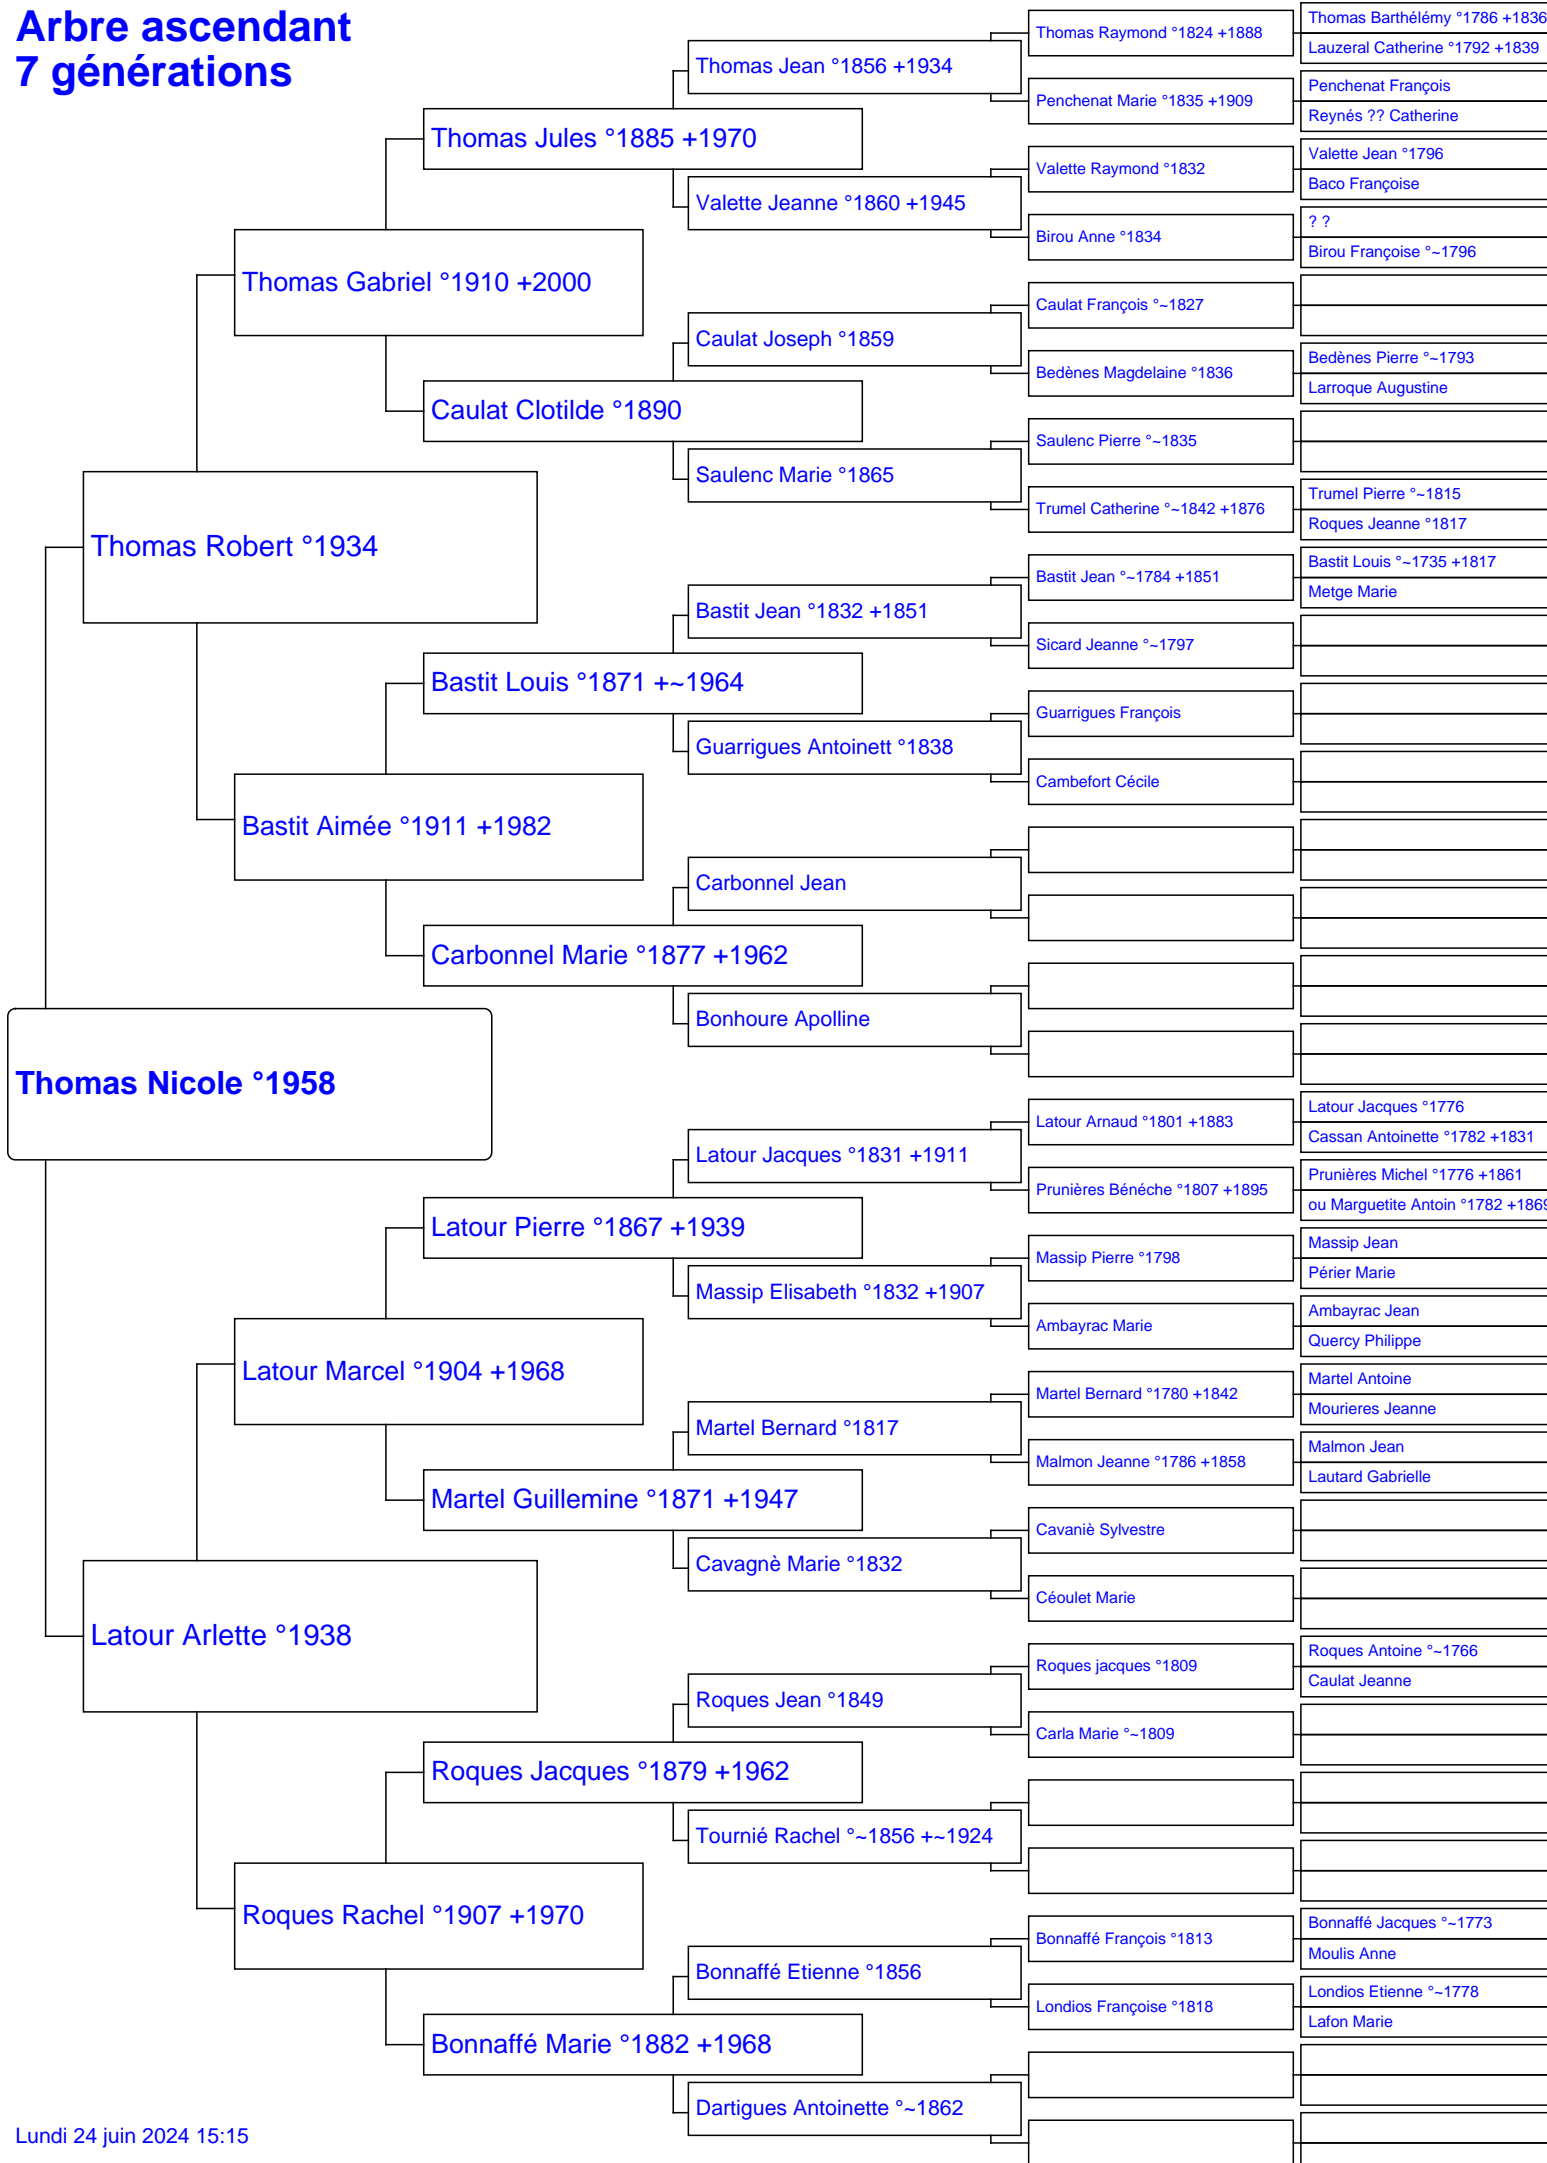 Arbre ascendant
7 générations
Thomas Nicole °1958
Thomas Robert °1934
Latour Arlette °1938
Thomas Gabriel °1910 +2000
Bastit Aimée °1911 +1982
Latour Marcel °1904 +1968
Roques Rachel °1907 +1970
Thomas Jules °1885 +1970
Caulat Clotilde °1890
Bastit Louis °1871 +~1964
Carbonnel Marie °1877 +1962
Latour Pierre °1867 +1939
Martel Guillemine °1871 +1947
Roques Jacques °1879 +1962
Bonnaffé Marie °1882 +1968
Thomas Jean °1856 +1934
Valette Jeanne °1860 +1945
Caulat Joseph °1859
Saulenc Marie °1865
Bastit Jean °1832 +1851
Guarrigues Antoinett °1838
Carbonnel Jean
Bonhoure Apolline
Latour Jacques °1831 +1911
Massip Elisabeth °1832 +1907
Martel Bernard °1817
Cavagnè Marie °1832
Roques Jean °1849
Tournié Rachel °~1856 +~1924
Bonnaffé Etienne °1856
Dartigues Antoinette °~1862
Thomas Raymond °1824 +1888
Penchenat Marie °1835 +1909
Valette Raymond °1832
Birou Anne °1834
Caulat François °~1827
Bedènes Magdelaine °1836
Saulenc Pierre °~1835
Trumel Catherine °~1842 +1876
Bastit Jean °~1784 +1851
Sicard Jeanne °~1797
Guarrigues François
Cambefort Cécile
Latour Arnaud °1801 +1883
Prunières Bénéche °1807 +1895
Massip Pierre °1798
Ambayrac Marie
Martel Bernard °1780 +1842
Malmon Jeanne °1786 +1858
Cavaniè Sylvestre
Céoulet Marie
Roques jacques °1809
Carla Marie °~1809
Bonnaffé François °1813
Londios Françoise °1818
Thomas Barthélémy °1786 +1836
Lauzeral Catherine °1792 +1839
Penchenat François
Reynés ?? Catherine
Valette Jean °1796
Baco Françoise
? ?
Birou Françoise °~1796
Bedènes Pierre °~1793
Larroque Augustine
Trumel Pierre °~1815
Roques Jeanne °1817
Bastit Louis °~1735 +1817
Metge Marie
Latour Jacques °1776
Cassan Antoinette °1782 +1831
Prunières Michel °1776 +1861
ou Marguetite Antoin °1782 +1869
Massip Jean
Périer Marie
Ambayrac Jean
Quercy Philippe
Martel Antoine
Mourieres Jeanne
Malmon Jean
Lautard Gabrielle
Roques Antoine °~1766
Caulat Jeanne
Bonnaffé Jacques °~1773
Moulis Anne
Londios Etienne °~1778
Lafon Marie
Lundi 24 juin 2024 15:15